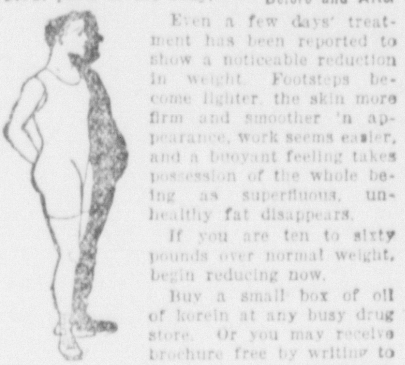 Before and After
Even a few days' treat-
ment has been reported to
show a noticeable reduction
in weight. Footsteps be-
come lighter, the skin more
firm and smoother 'n ap-
pearance, work seems easier,
and a buoyant feeling takes
possession of the whole be-
ing as superfluous, un-
healthy fat disappears.
If you are ten to sixty
pounds over normal weight,
begin reducing now.
Buy a small box of oil
of korein at any busy drug
store. Or you may receive
brochure free by writing to